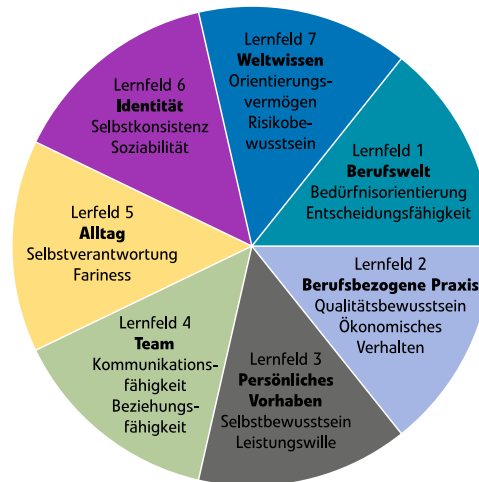 Lernfeld 7
Weltwissen
Orientierungs-
vermögen
Risikobe-
wusstsein
Lernfeld 1
Berufswelt
Bedürfnisorientierung
Entscheidungsfähigkeit
Lernfeld 2
Berufsbezogene Praxis
Qualitätsbewusstsein
Ökonomisches
Verhalten
Lernfeld 3
Persönliches
Vorhaben
Selbstbewusstsein
Leistungswille
Lernfeld 4
Team
Kommunikations-
fähigkeit
Beziehungs-
fähigkeit
Lerfeld 5
Alltag
Selbstverantwortung
Fariness
Lernfeld 6
Identität
Selbstkonsistenz
Soziabilität